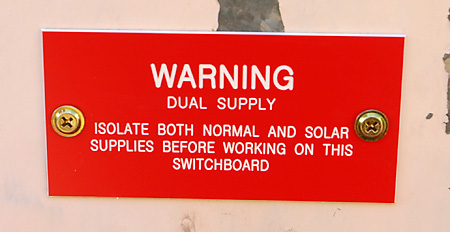 WARNING
DUAL SUPPLY
ISOLATE BOTH NORMAL AND SOLAR
SUPPLIES BEFORE WORKING ON THIS
SWITCHBOARD